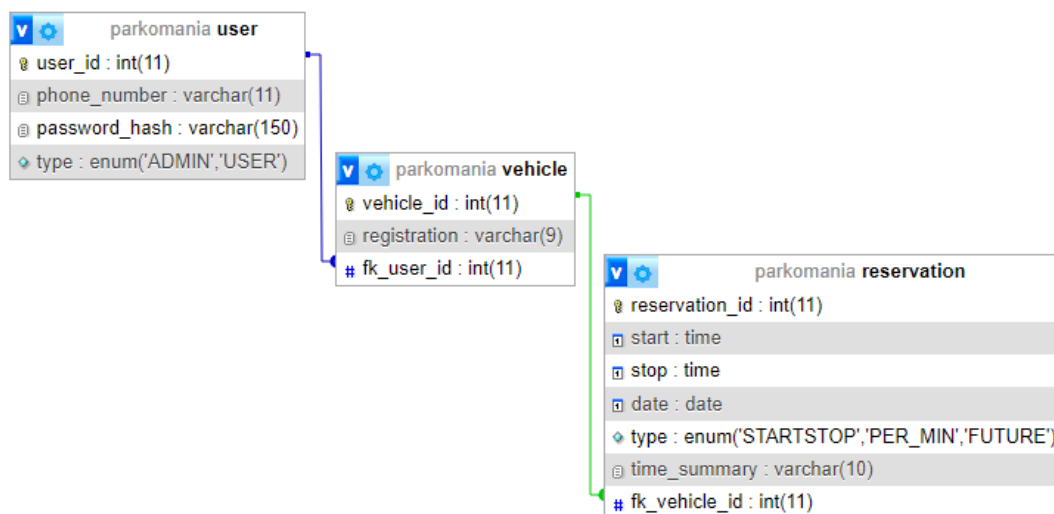 v parkomania user
user_id : int(11)
phone_number : varchar(11)
password_hash : varchar(150)
type : enum('ADMIN','USER')
v parkomania vehicle
vehicle_id : int(11)
registration : varchar(9)
# fk_user_id : int(11)
v parkomania reservation
reservation_id : int(11)
start : time
stop : time
date : date
type : enum('STARTSTOP','PER_MIN','FUTURE')
time_summary : varchar(10)
# fk_vehicle_id : int(11)